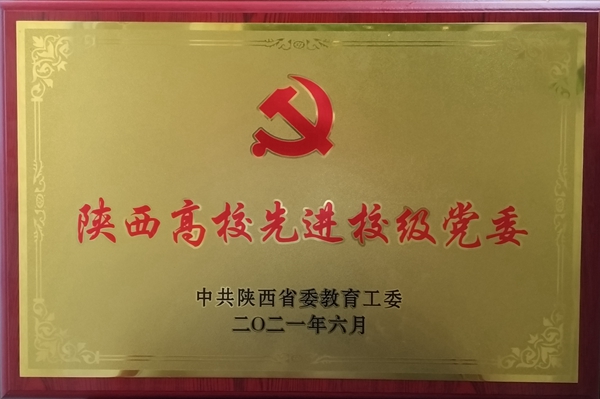 陕西高校先进校级党委
中共陕西省委教育工委
二〇二一年六月